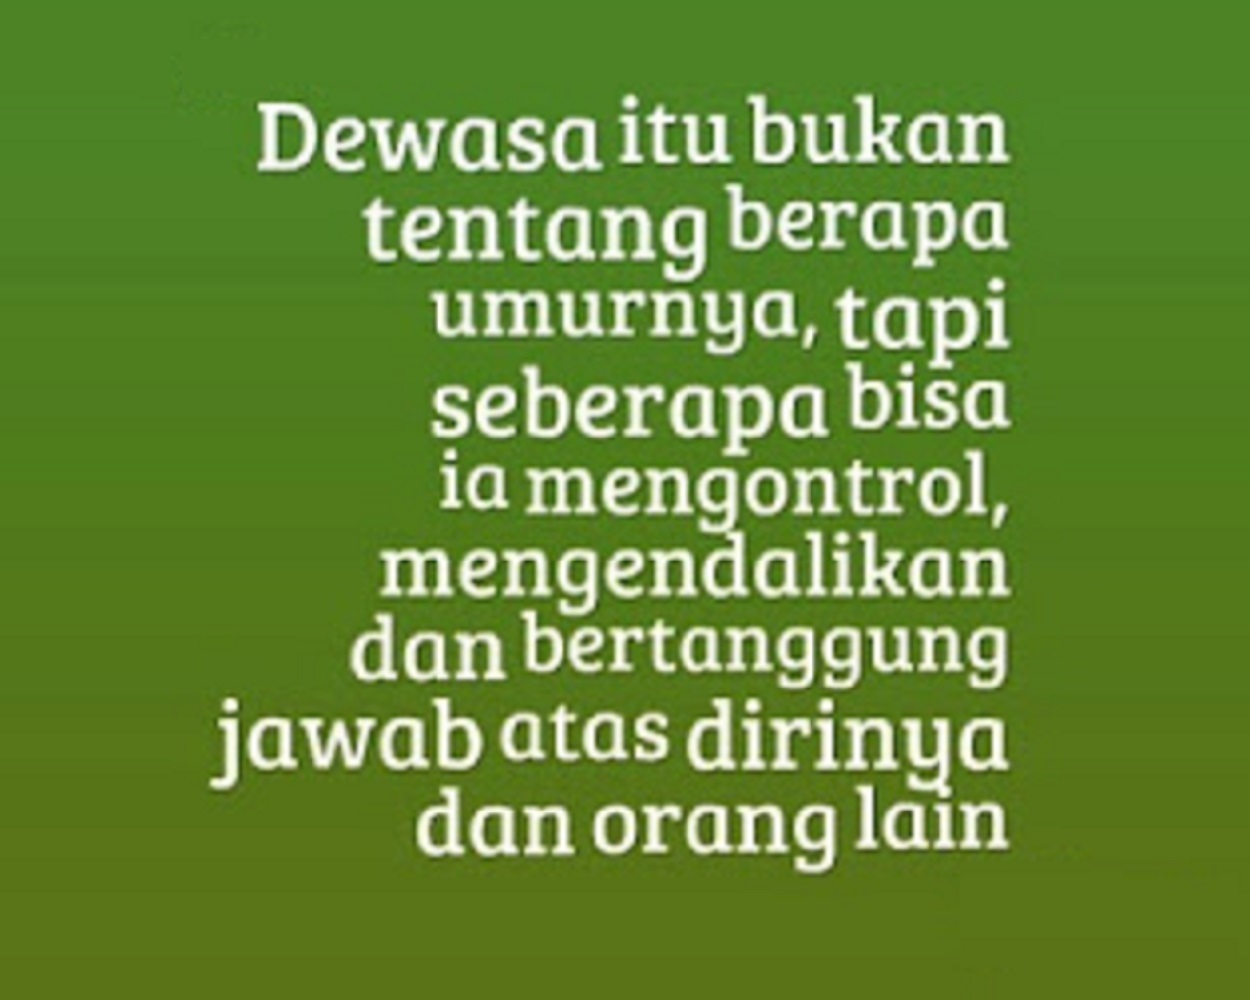 Dewasa itu bukan
tentang berapa
umurnya, tapi
seberapa bisa
ia mengontrol,
mengendalikan
dan bertanggung
jawab atas dirinya
dan orang lain